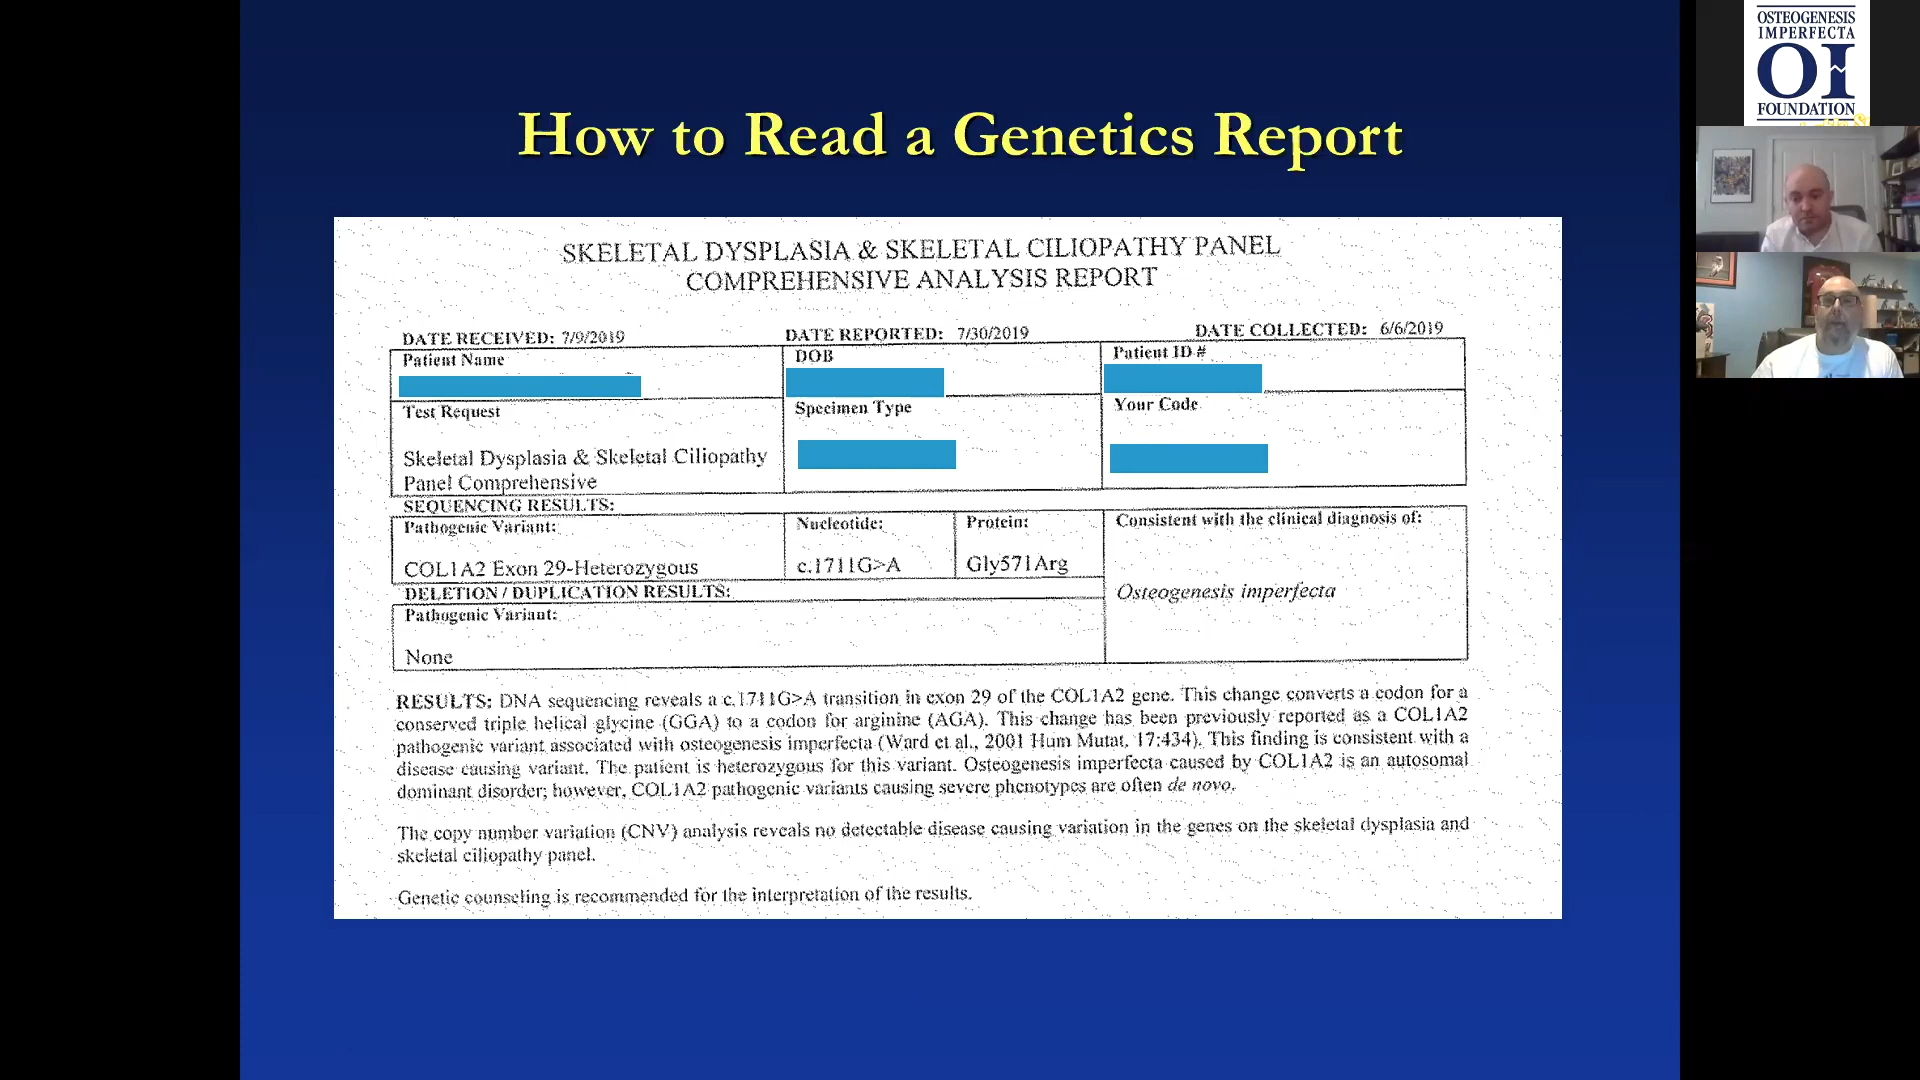 OSTEOGENESIS
IMPERFECTA
OI
FOUNDATION
How to Read a Genetics Report
SKELETAL DYSPLASIA & SKELETAL CILIOPATHY PANEL
COMPREHENSIVE ANALYSIS REPORT
DATE RECEIVED: 7/9/2019 DATE REPORTED: 7/30/2019 DATE COLLECTED: 6/6/2019
Patient Name DOB Patient ID #
Test Request Specimen Type Your Code
Skeletal Dysplasia & Skeletal Ciliopathy
Panel Comprehensive
SEQUENCING RESULTS:
Pathogenic Variant: Nucleotide: Protein: Consistent with the clinical diagnosis of:
COL1A2 Exon 29-Heterozygous c.1711G>A Gly571Arg
DELETION / DUPLICATION RESULTS:
Osteogenesis imperfecta
Pathogenic Variant:
None
RESULTS: DNA sequencing reveals a c.1711G>A transition in exon 29 of the COL1A2 gene. This change converts a codon for a
conserved triple helical glycine (GGA) to a codon for arginine (AGA). This change has been previously reported as a COL1A2
pathogenic variant associated with osteogenesis imperfecta (Ward et al., 2001 Hum Mutat. 17:434). This finding is consistent with a
disease causing variant. The patient is heterozygous for this variant. Osteogenesis imperfecta caused by COL1A2 is an autosomal
dominant disorder; however, COL1A2 pathogenic variants causing severe phenotypes are often de novo.
The copy number variation (CNV) analysis reveals no detectable disease causing variation in the genes on the skeletal dysplasia and
skeletal ciliopathy panel.
Genetic counseling is recommended for the interpretation of the results.